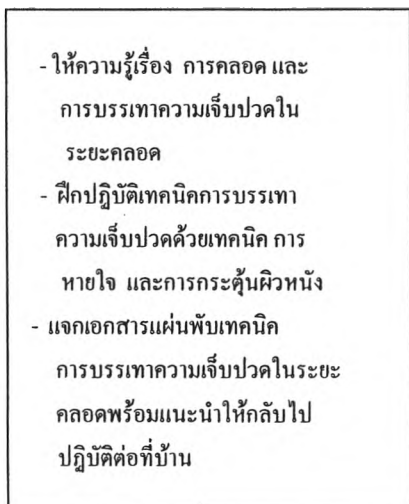 - ให้ความรู้เรื่อง การคลอด และ
การบรรเทาความเจ็บปวดใน
ระยะคลอด
- ฝึกปฏิบัติเทคนิคการบรรเทา
ความเจ็บปวดด้วยเทคนิค การ
หายใจ และการกระตุ้นผิวหนัง
- แจกเอกสารแผ่นพับเทคนิค
การบรรเทาความเจ็บปวดในระยะ
คลอดพร้อมแนะนำให้กลับไป
ปฏิบัติต่อที่บ้าน